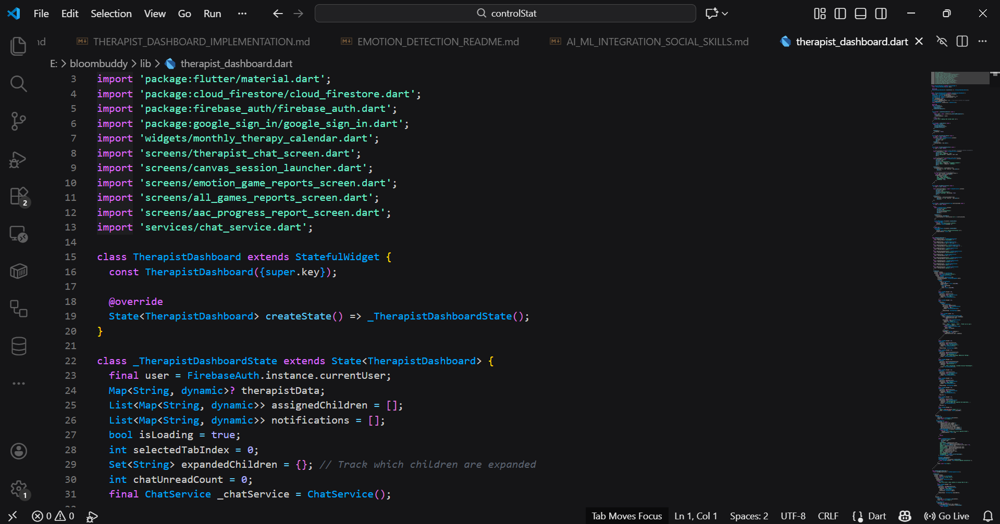 File Edit Selection View Go Run ··· controlStat
nd THERAPIST_DASHBOARD_IMPLEMENTATION.md EMOTION_DETECTION_README.md AI_ML_INTEGRATION_SOCIAL_SKILLS.md therapist_dashboard.dart
E: > bloombuddy > lib > therapist_dashboard.dart
3 import 'package:flutter/material.dart';
4 import 'package:cloud_firestore/cloud_firestore.dart';
5 import 'package:firebase_auth/firebase_auth.dart';
6 import 'package:google_sign_in/google_sign_in.dart';
7 import 'widgets/monthly_therapy_calendar.dart';
8 import 'screens/therapist_chat_screen.dart';
9 import 'screens/canvas_session_launcher.dart';
10 import 'screens/emotion_game_reports_screen.dart';
11 import 'screens/all_games_reports_screen.dart';
12 import 'screens/aac_progress_report_screen.dart';
13 import 'services/chat_service.dart';
14
15 class TherapistDashboard extends StatefulWidget {
16   const TherapistDashboard({super.key});
17
18   @override
19   State<TherapistDashboard> createState() => _TherapistDashboardState();
20 }
21
22 class _TherapistDashboardState extends State<TherapistDashboard> {
23   final user = FirebaseAuth.instance.currentUser;
24   Map<String, dynamic>? therapistData;
25   List<Map<String, dynamic>> assignedChildren = [];
26   List<Map<String, dynamic>> notifications = [];
27   bool isLoading = true;
28   int selectedTabIndex = 0;
29   Set<String> expandedChildren = {}; // Track which children are expanded
30   int chatUnreadCount = 0;
31   final ChatService _chatService = ChatService();
2
1
0 0 Tab Moves Focus Ln 1, Col 1 Spaces: 2 UTF-8 CRLF {} Dart Go Live